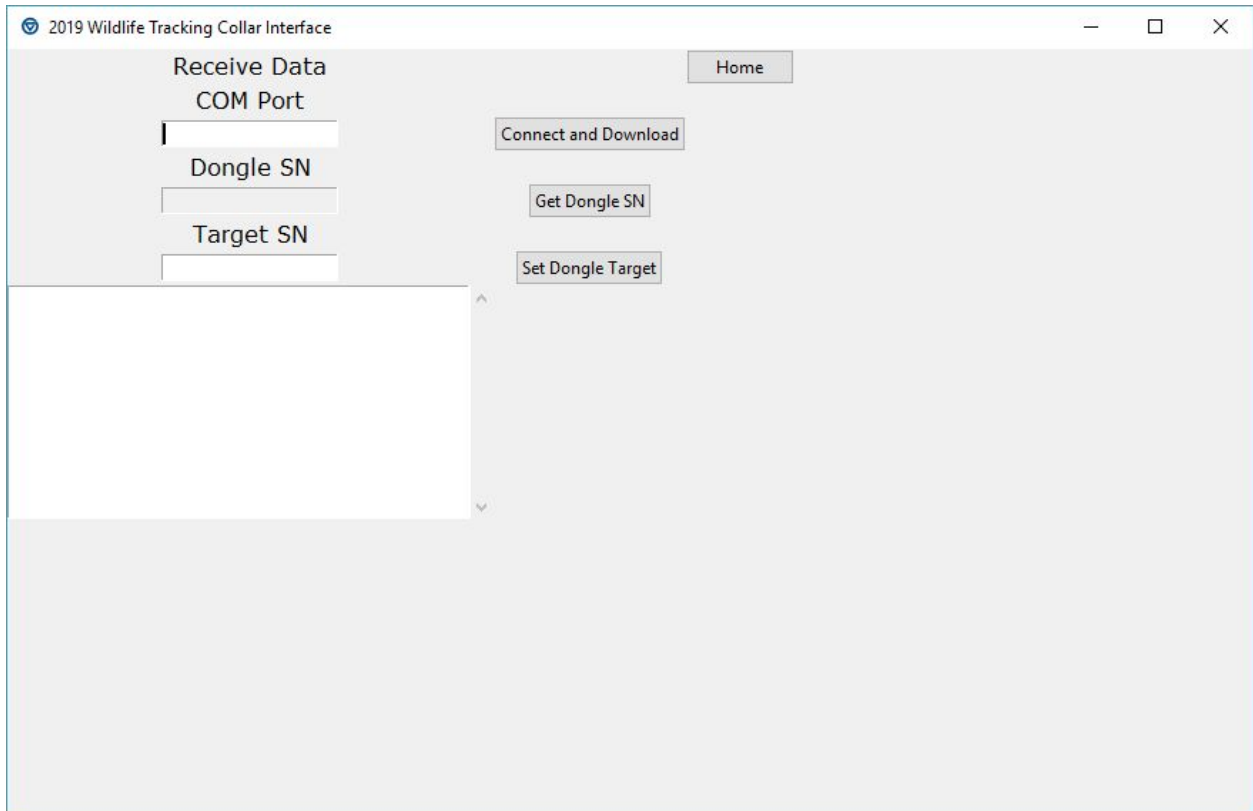 2019 Wildlife Tracking Collar Interface
Receive Data
Home
COM Port
Connect and Download
Dongle SN
Get Dongle SN
Target SN
Set Dongle Target